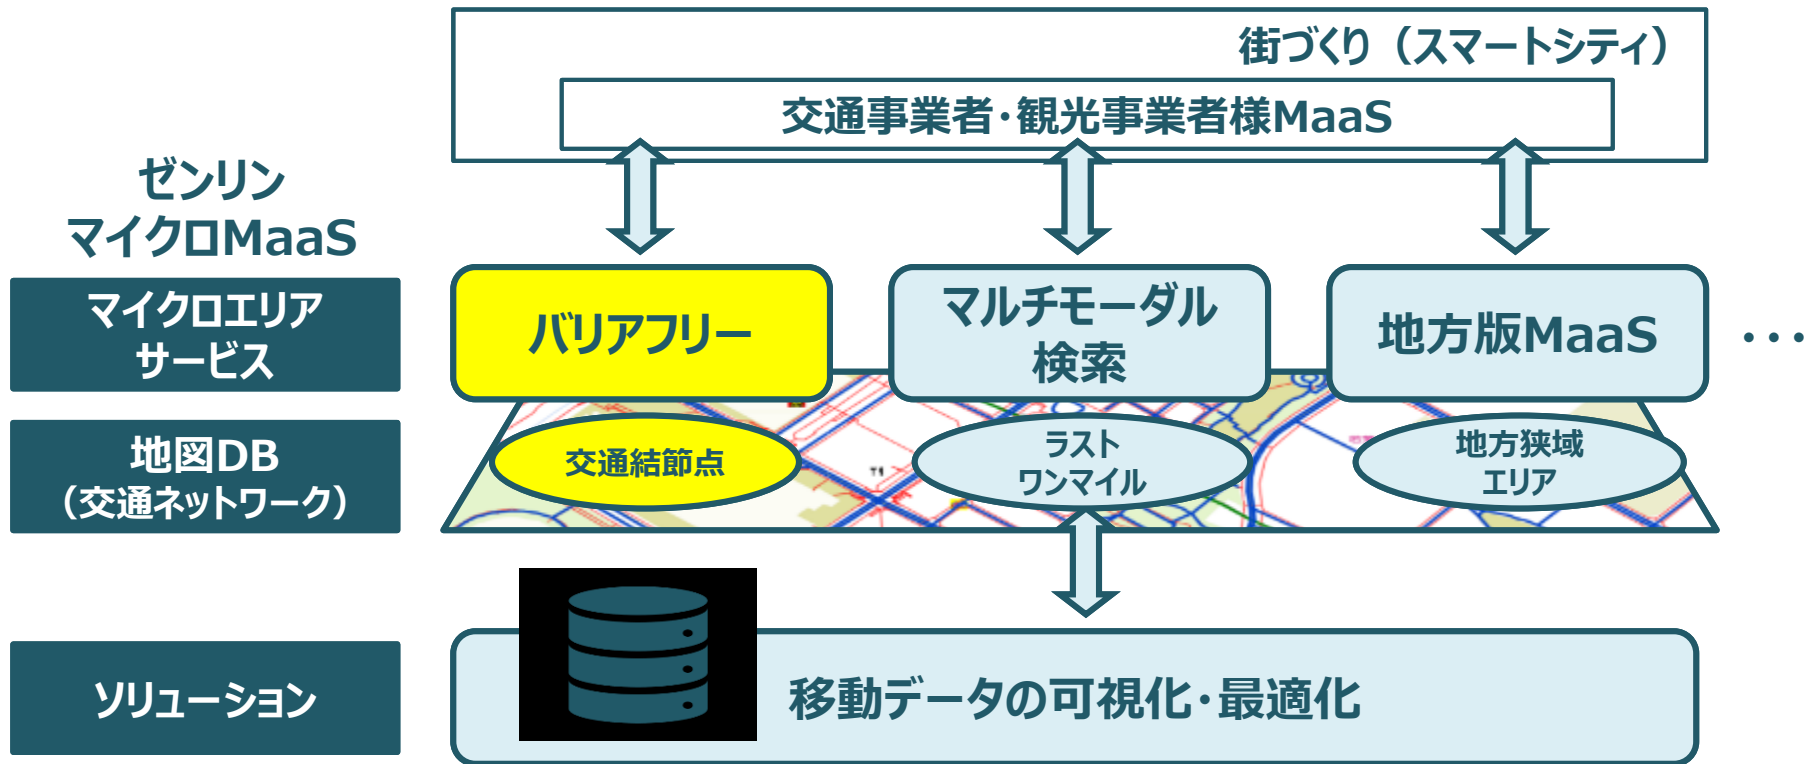 街づくり（スマートシティ）
交通事業者･観光事業者様MaaS
ゼンリン
マイクロMaaS
マイクロエリア
サービス
バリアフリー
マルチモーダル
検索
地方版MaaS
･･･
地図DB
（交通ネットワーク）
交通結節点
ラスト
ワンマイル
地方狭域
エリア
ソリューション
移動データの可視化･最適化